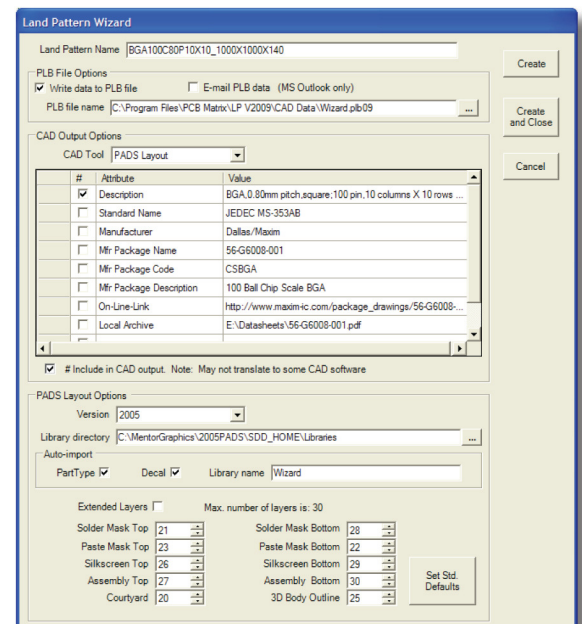 Land Pattern Wizard
Land Pattern Name BGA100C80P10X10_1000X1000X140
Create
PLB File Options
Write data to PLB file E-mail PLB data (MS Outlook only)
PLB file name C:\Program Files\PCB Matrix\LP V2009\CAD Data\Wizard.plb09 ...
Create and Close
CAD Output Options
CAD Tool PADS Layout
Cancel
# Attribute Value
Description BGA,0.80mm pitch,square;100 pin,10 columns X 10 rows ...
Standard Name JEDEC MS-353AB
Manufacturer Dallas/Maxim
Mfr Package Name 56-G6008-001
Mfr Package Code CSBGA
Mfr Package Description 100 Ball Chip Scale BGA
On-Line-Link http://www.maxim-ic.com/package_drawings/56-G6008-...
Local Archive E:\Datasheets\56-G6008-001.pdf
# Include in CAD output. Note: May not translate to some CAD software
PADS Layout Options
Version 2005
Library directory C:\MentorGraphics\2005PADS\SDD_HOME\Libraries ...
Auto-import
PartType Decal Library name Wizard
Extended Layers Max. number of layers is: 30
Solder Mask Top 21 Solder Mask Bottom 28
Paste Mask Top 23 Paste Mask Bottom 22
Silkscreen Top 26 Silkscreen Bottom 29
Assembly Top 27 Assembly Bottom 30
Courtyard 20 3D Body Outline 25
Set Std. Defaults